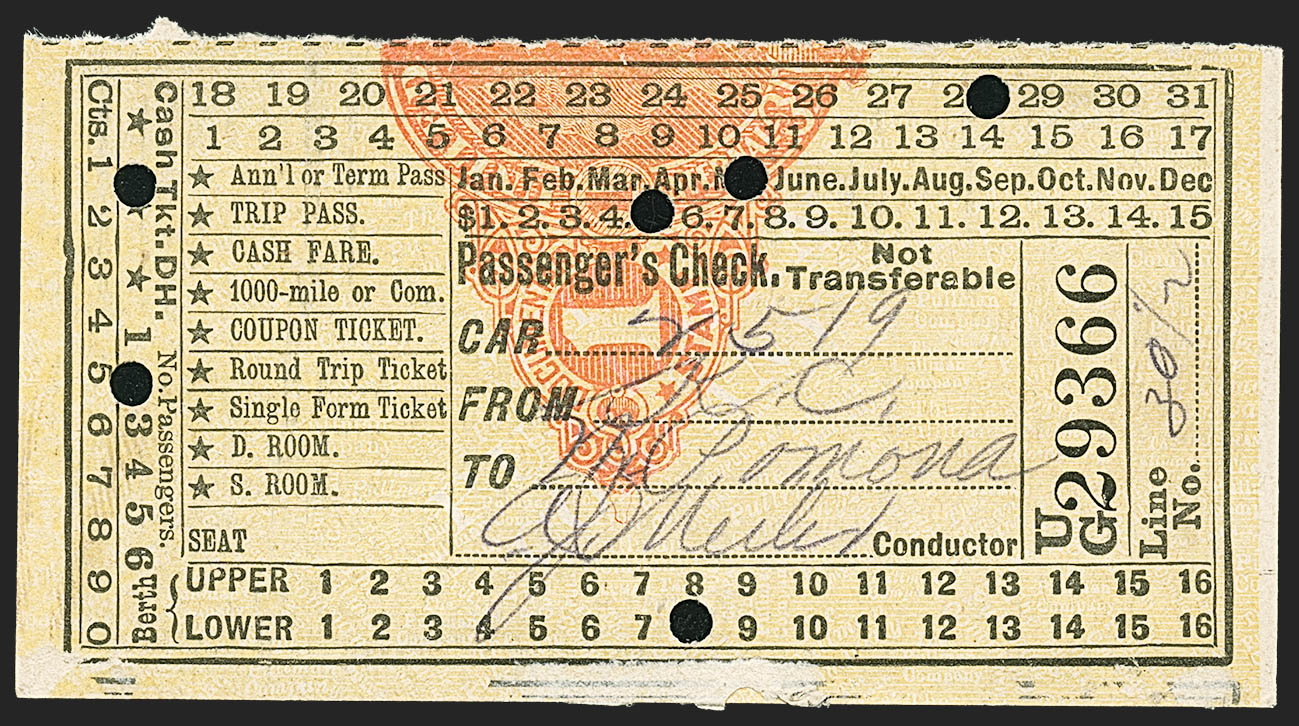 18 19 20 21 22 23 24 25 26 27 2 29 30 31
1 2 3 4 5 6 7 8 9 10 11 12 13 14 15 16 17
★ Ann'l or Term Pass
★ TRIP PASS.
★ CASH FARE.
★ 1000-mile or Com.
★ COUPON TICKET.
★ Round Trip Ticket
★ Single Form Ticket
★ D. ROOM.
★ S. ROOM.
SEAT
Jan. Feb. Mar. Apr. M June. July. Aug. Sep. Oct. Nov. Dec
$1. 2. 3. 4. 6. 7. 8. 9. 10. 11. 12. 13. 14. 15
Passenger's Check. Not Transferable
CAR 2519
FROM K. C.
TO Pomona
Conductor
UG 29366
Line No. 30 1/2
UPPER 1 2 3 4 5 6 7 8 9 10 11 12 13 14 15 16
LOWER 1 2 3 4 5 6 7 9 10 11 12 13 14 15 16
Berth
Cash Tkt. D.H. No. Passengers.
★ ★ 1 3 4 5 6
Cts. 1 2 3 4 5 6 7 8 9 0